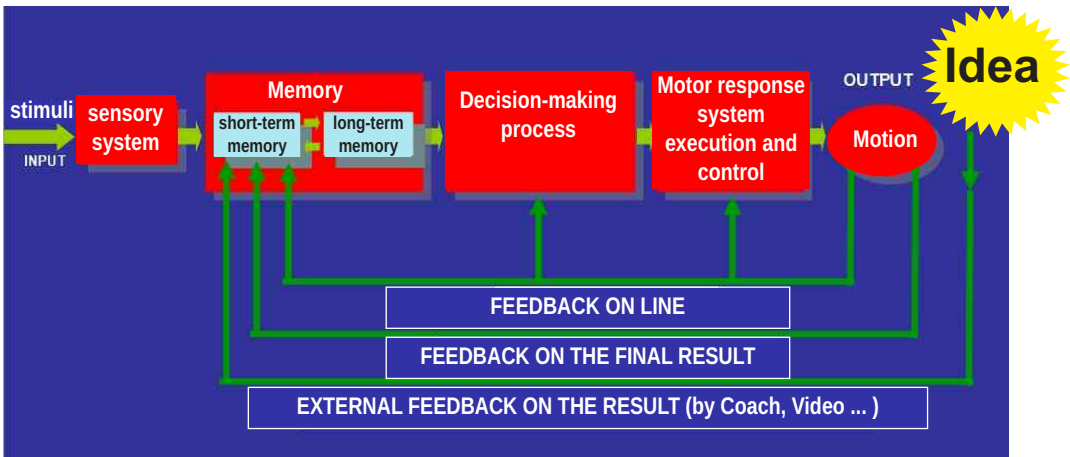 stimuli
INPUT
sensory
system
Memory
short-term
memory
long-term
memory
Decision-making
process
Motor response
system
execution and
control
OUTPUT
Motion
Idea
FEEDBACK ON LINE
FEEDBACK ON THE FINAL RESULT
EXTERNAL FEEDBACK ON THE RESULT (by Coach, Video ... )